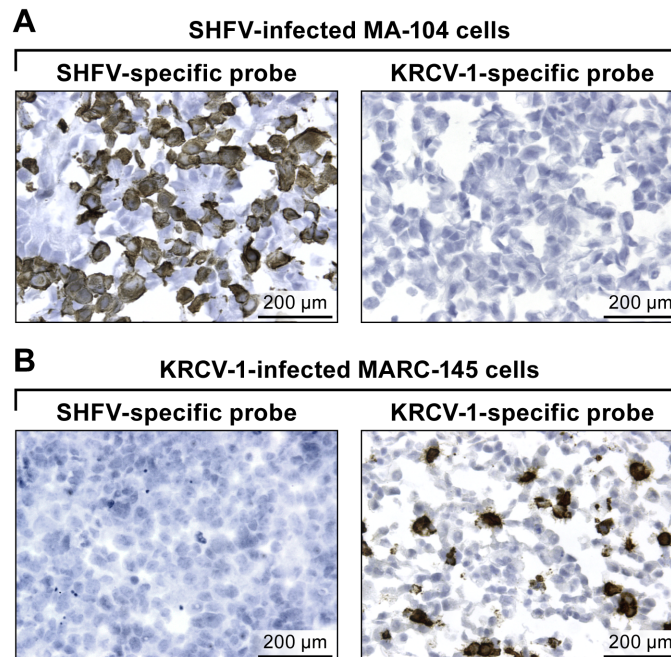 A
SHFV-infected MA-104 cells
SHFV-specific probe
KRCV-1-specific probe
200 µm
200 µm
B
KRCV-1-infected MARC-145 cells
SHFV-specific probe
KRCV-1-specific probe
200 µm
200 µm